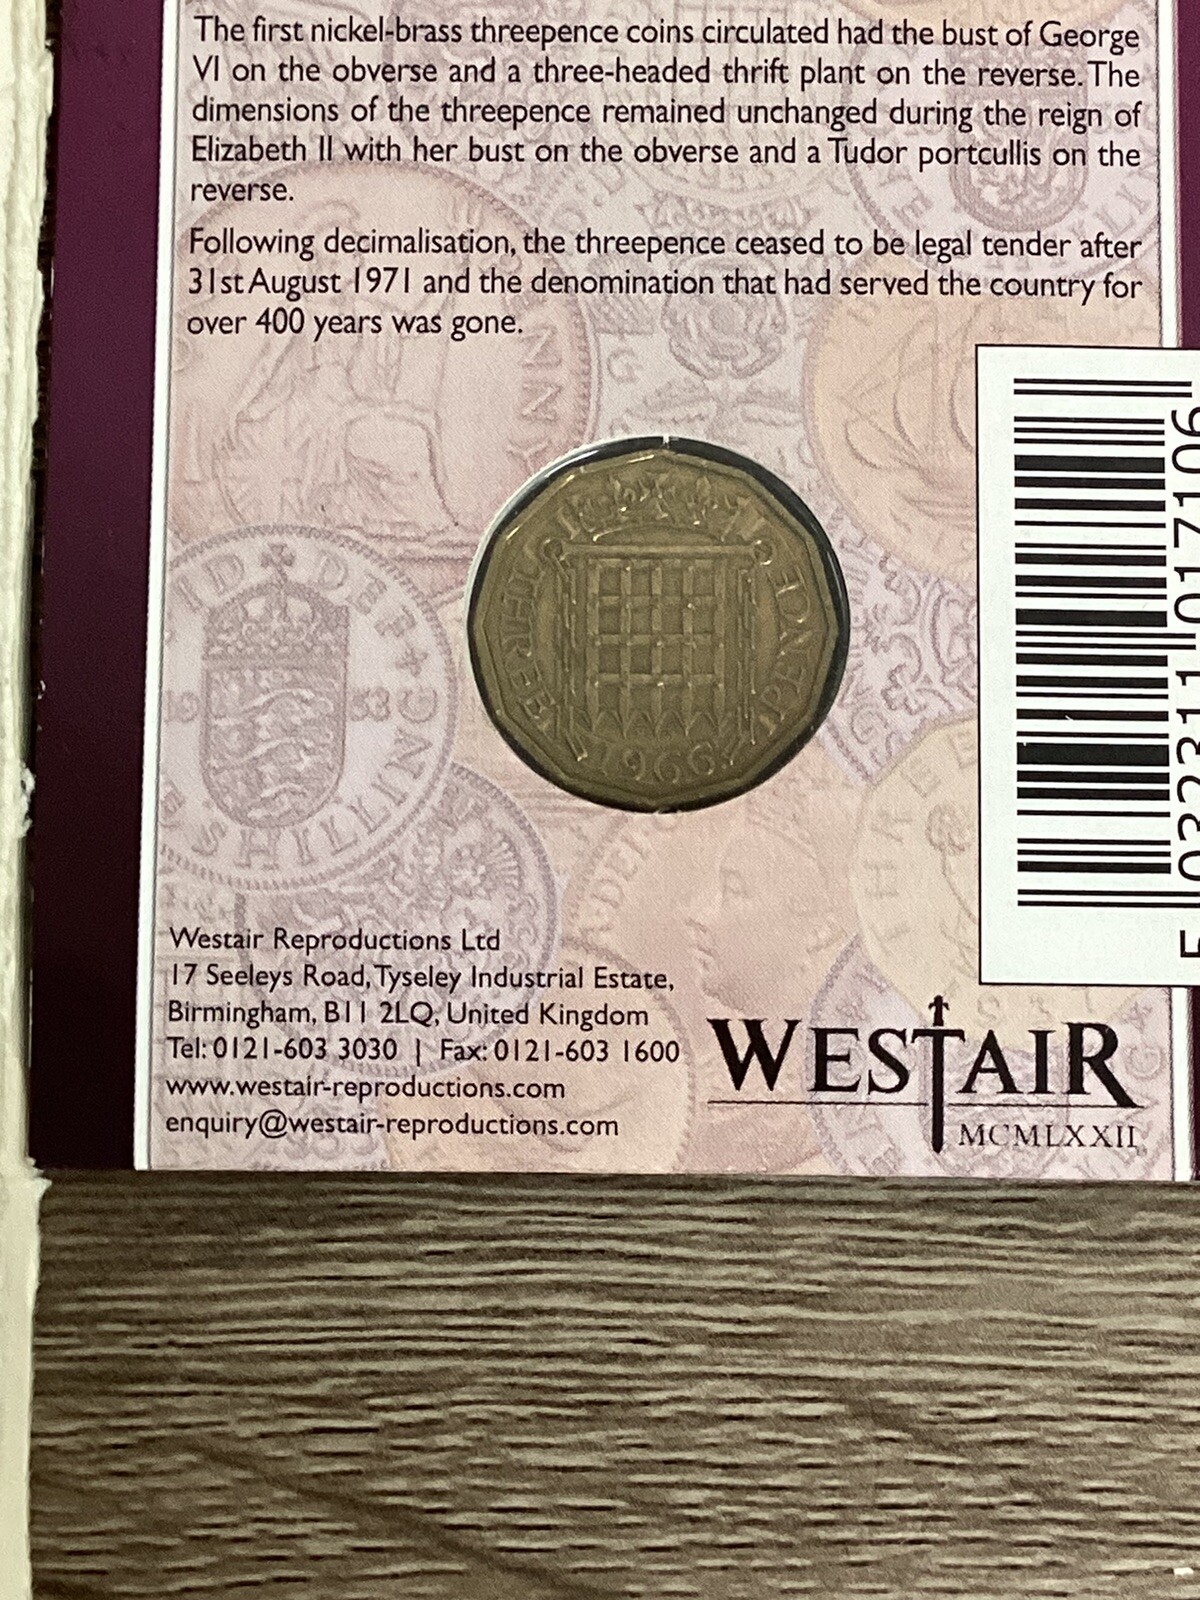 The first nickel-brass threepence coins circulated had the bust of George
VI on the obverse and a three-headed thrift plant on the reverse. The
dimensions of the threepence remained unchanged during the reign of
Elizabeth II with her bust on the obverse and a Tudor portcullis on the
reverse.
Following decimalisation, the threepence ceased to be legal tender after
31st August 1971 and the denomination that had served the country for
over 400 years was gone.
THREE PENCE
1966
ID DEF
1953
SHILLING
Westair Reproductions Ltd
17 Seeleys Road, Tyseley Industrial Estate,
Birmingham, B11 2LQ, United Kingdom
Tel: 0121-603 3030 | Fax: 0121-603 1600
www.westair-reproductions.com
enquiry@westair-reproductions.com
WESTAIR
MCMLXXII